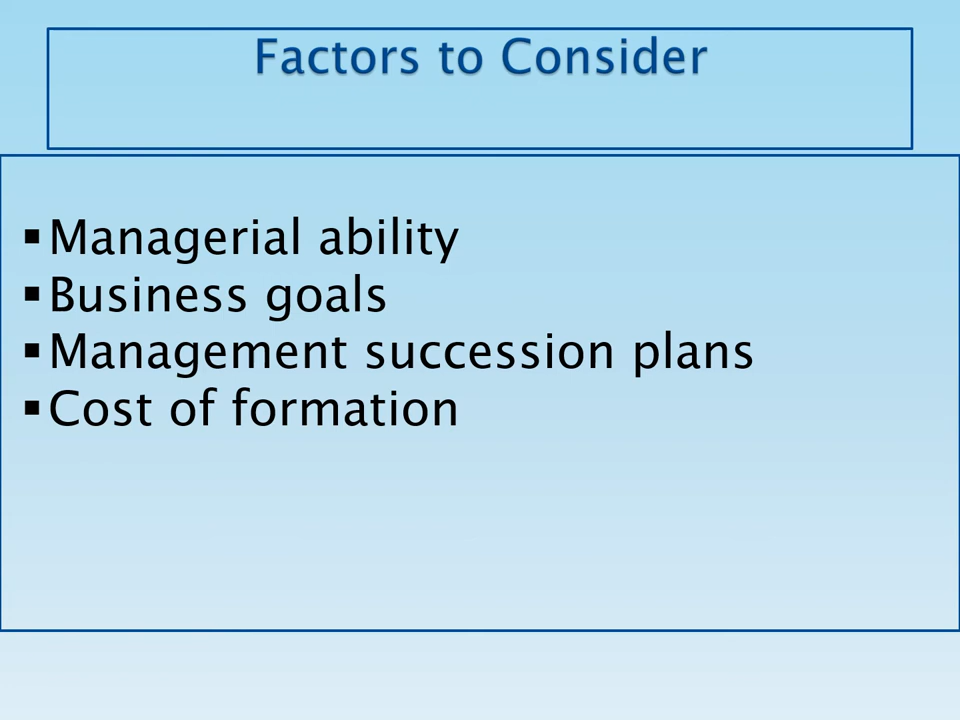 Factors to Consider
▪Managerial ability
▪Business goals
▪Management succession plans
▪Cost of formation